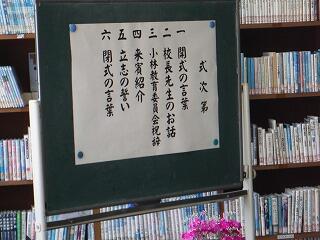 式次第
一 開式の言葉
二 校長先生のお話
三 小林教育委員会祝辞
四 来賓紹介
五 立志の誓い
六 閉式の言葉